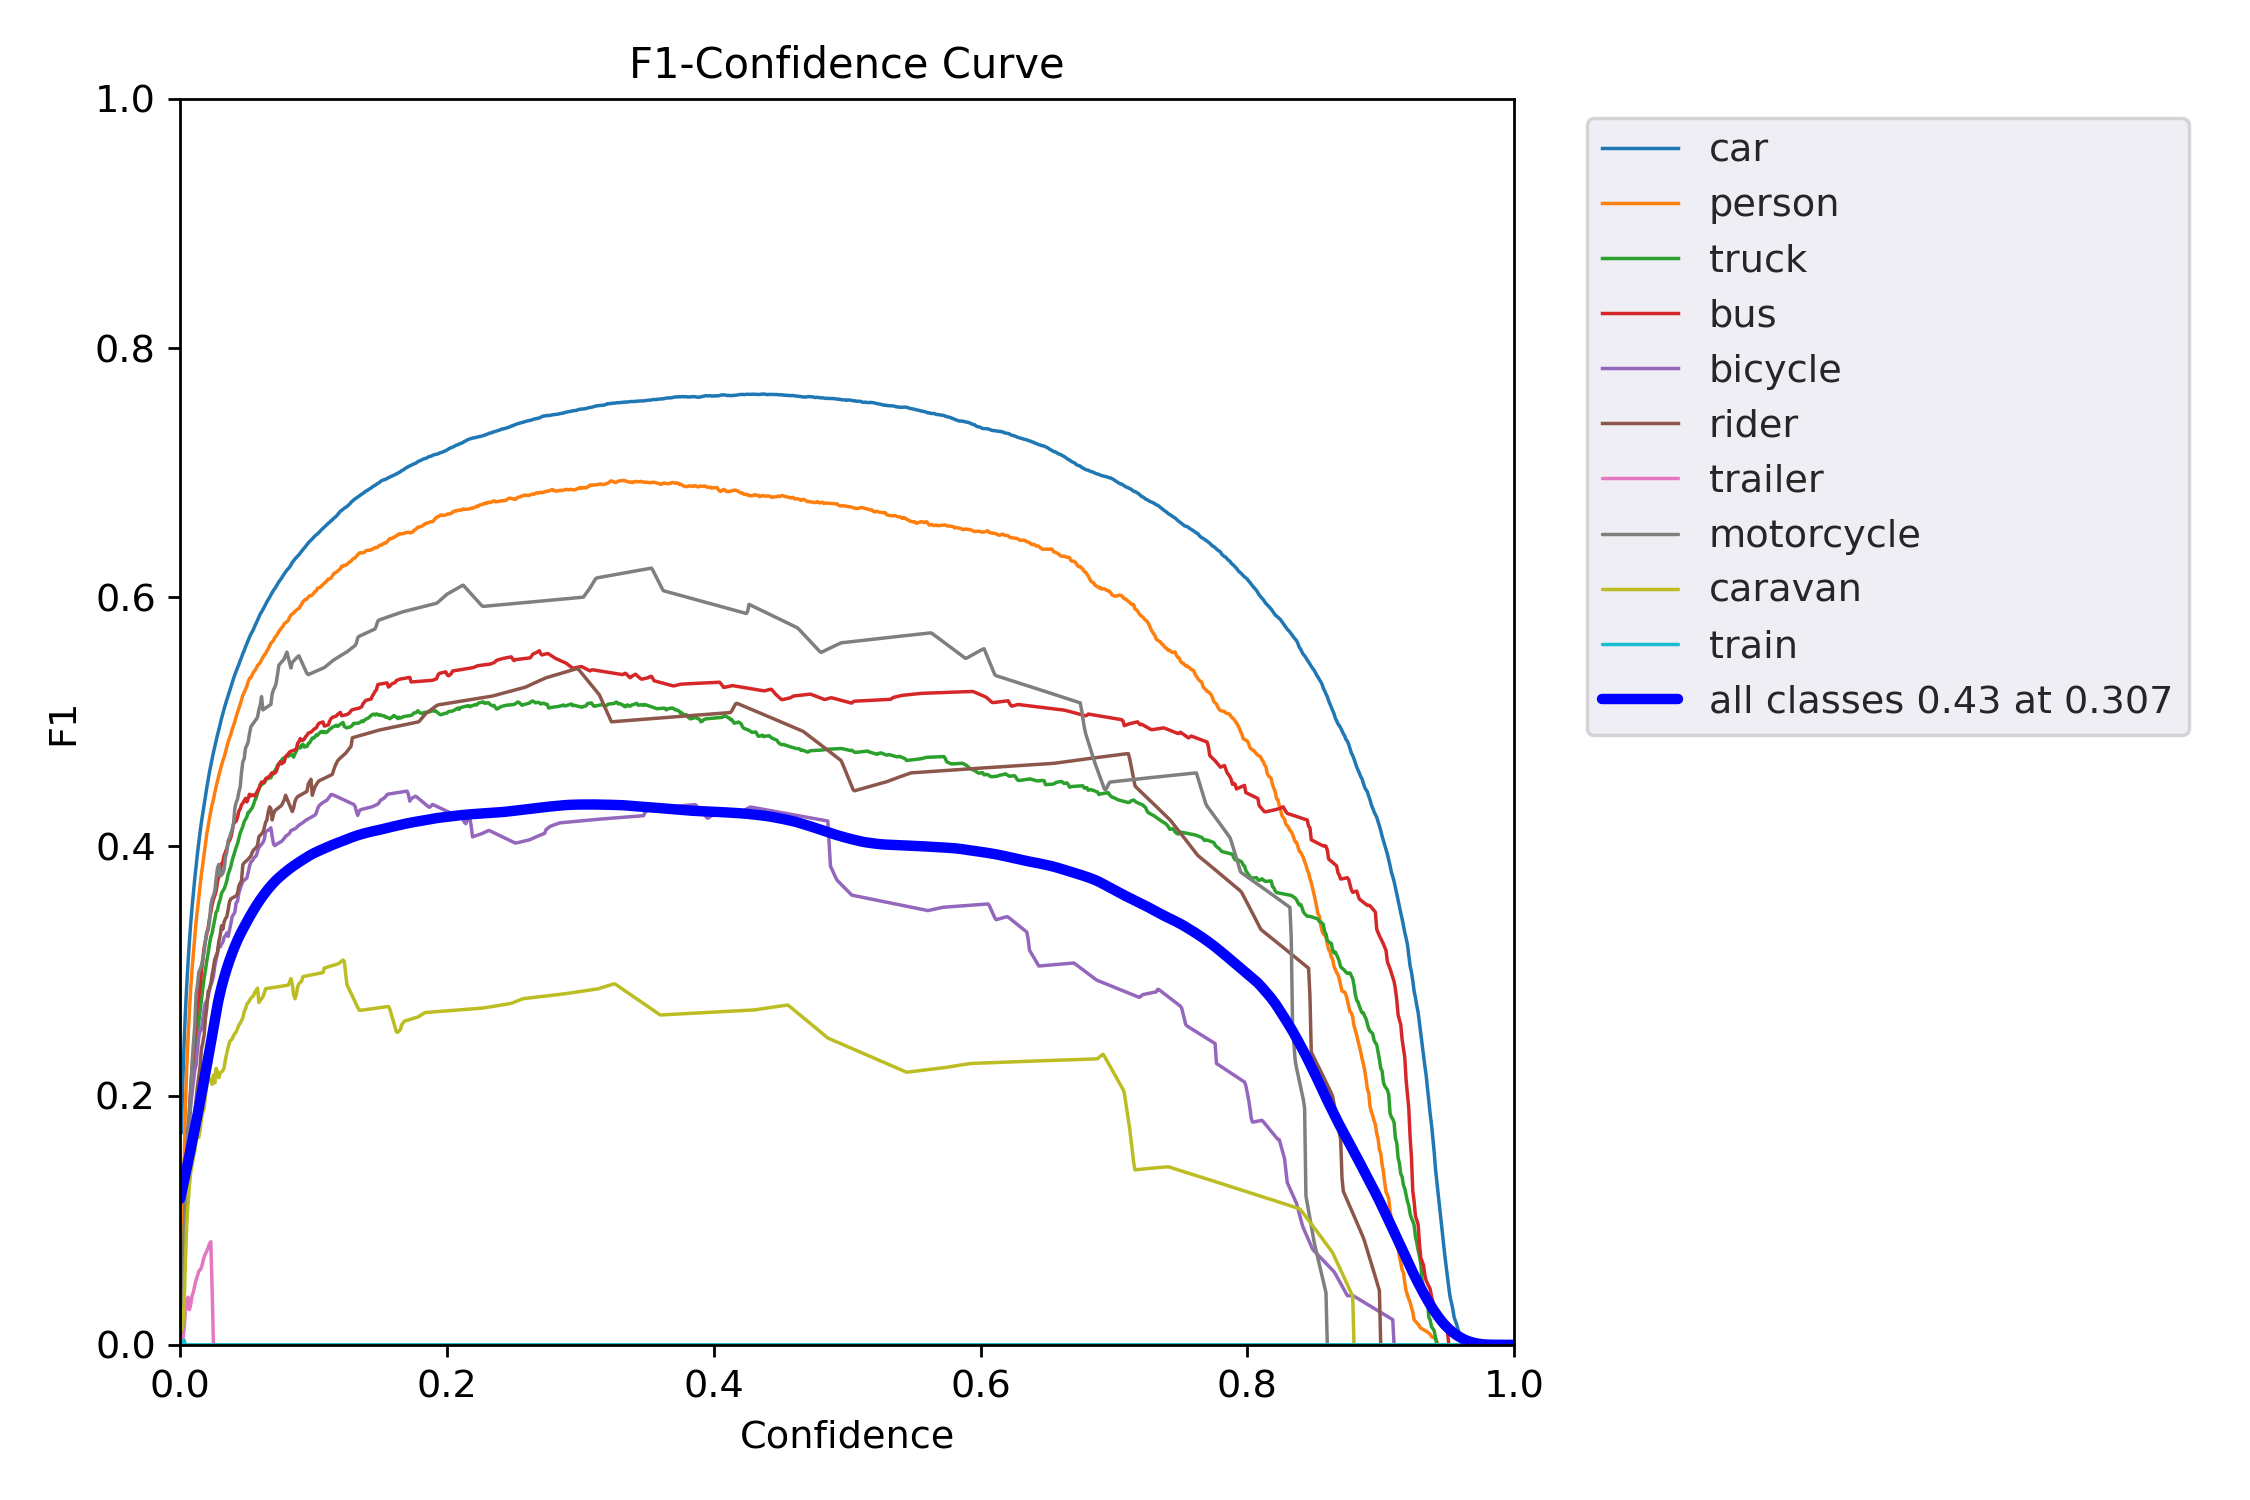 F1-Confidence Curve
1.0
0.8
0.6
0.4
0.2
0.0
F1
0.0 0.2 0.4 0.6 0.8 1.0
Confidence
car
person
truck
bus
bicycle
rider
trailer
motorcycle
caravan
train
all classes 0.43 at 0.307